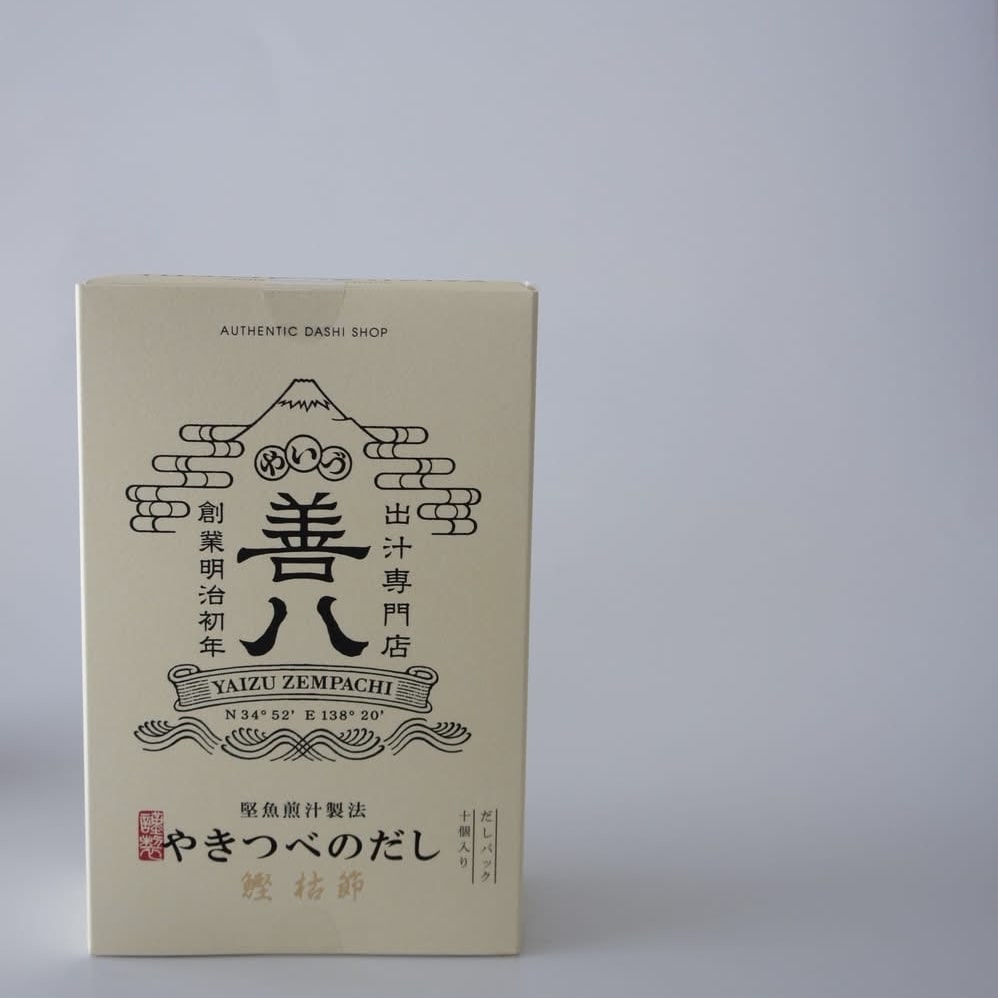 AUTHENTIC DASHI SHOP
やいづ
善八
出汁専門店
創業明治初年
YAIZU ZEMPACHI
N 34° 52' E 138° 20'
堅魚煎汁製法
謹製
やきつべのだし
鰹枯節
だしパック
十個入り